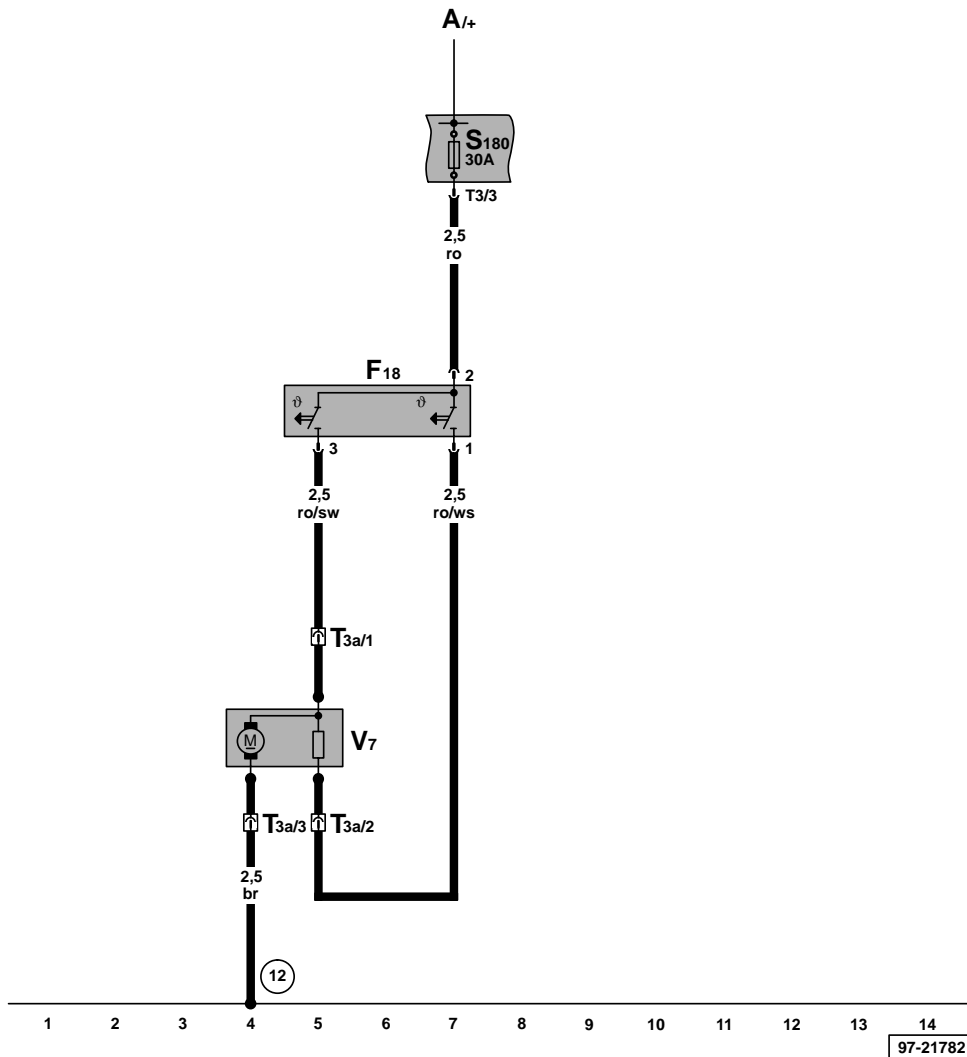 A/+
S180
30A
T3/3
2,5
ro
F18
2
ϑ
ϑ
3
1
2,5
ro/sw
2,5
ro/ws
T3a/1
M
V7
T3a/3
T3a/2
2,5
br
12
1 2 3 4 5 6 7 8 9 10 11 12 13 14
97-21782